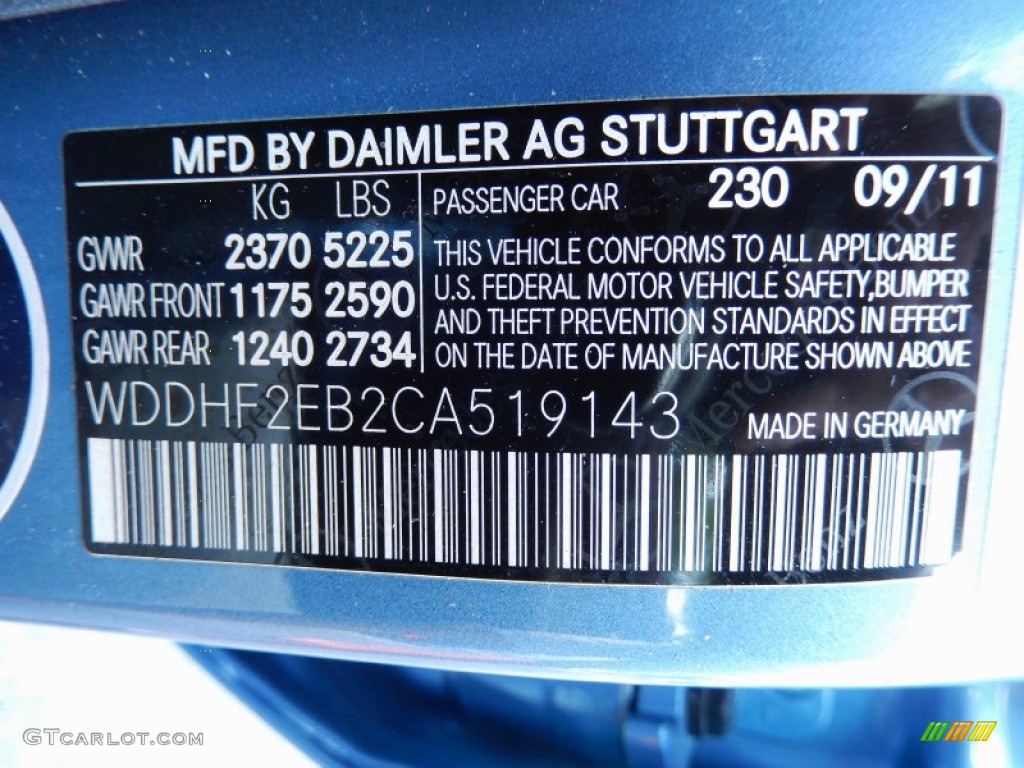 MFD BY DAIMLER AG STUTTGART
KG LBS
GVWR 2370 5225
GAWR FRONT 1175 2590
GAWR REAR 1240 2734
PASSENGER CAR 230 09/11
THIS VEHICLE CONFORMS TO ALL APPLICABLE
U.S. FEDERAL MOTOR VEHICLE SAFETY, BUMPER
AND THEFT PREVENTION STANDARDS IN EFFECT
ON THE DATE OF MANUFACTURE SHOWN ABOVE
WDDHF2EB2CA519143
MADE IN GERMANY
GTCARLOT.COM